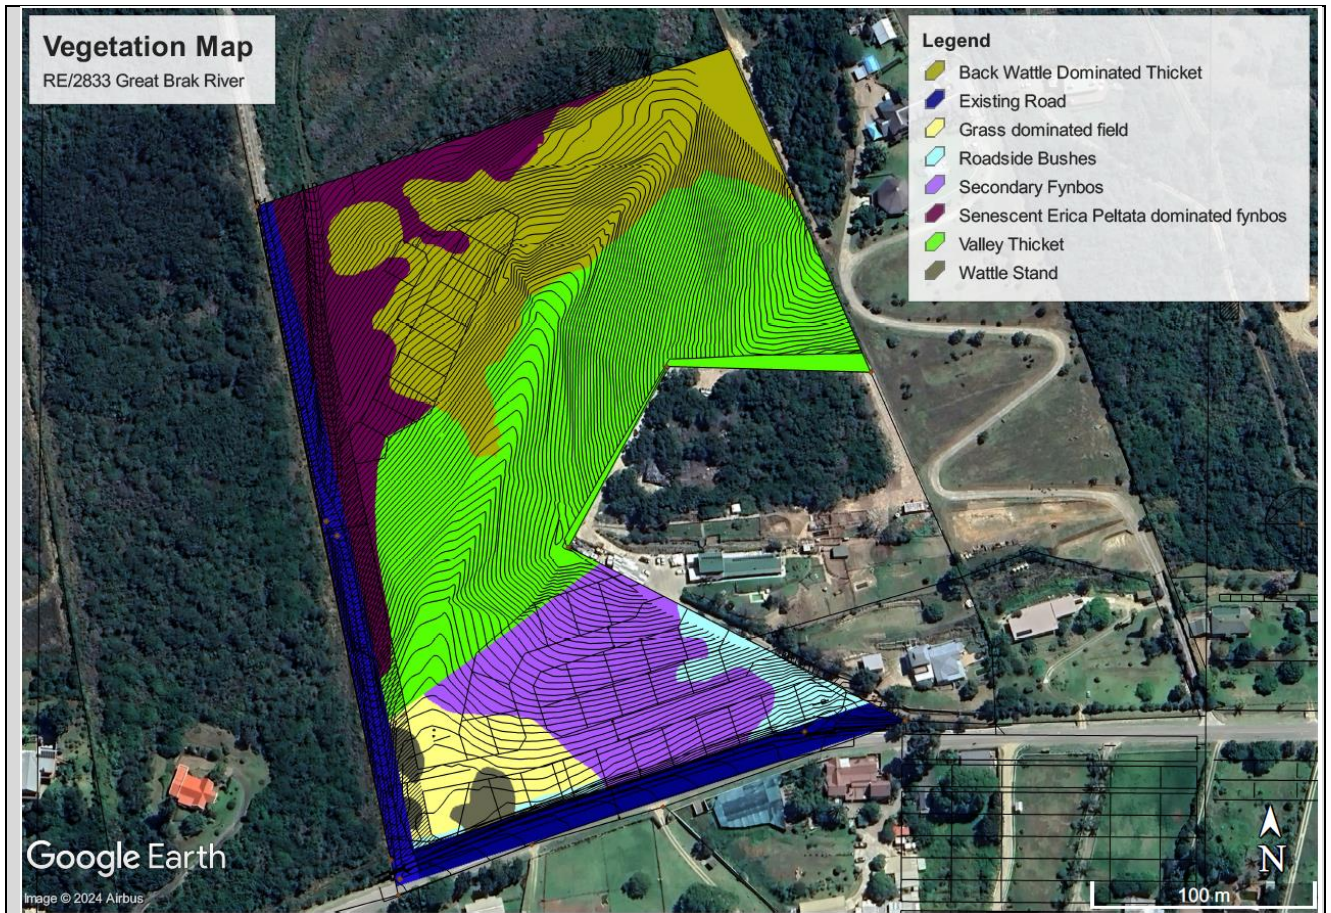 Vegetation Map
RE/2833 Great Brak River
Legend
Back Wattle Dominated Thicket
Existing Road
Grass dominated field
Roadside Bushes
Secondary Fynbos
Senescent Erica Peltata dominated fynbos
Valley Thicket
Wattle Stand
Google Earth
Image © 2024 Airbus
N
100 m